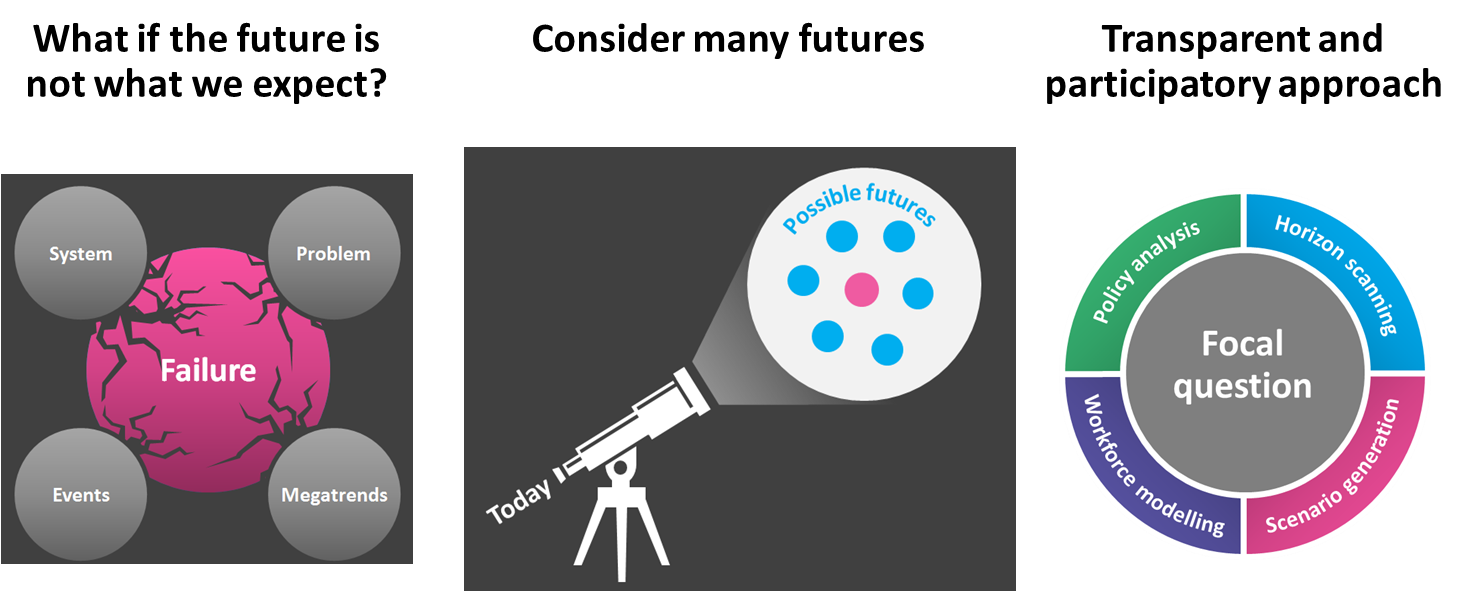 What if the future is
not what we expect?
System
Problem
Failure
Events
Megatrends
Consider many futures
Possible futures
Today
Transparent and
participatory approach
Policy analysis
Horizon scanning
Focal
question
Workforce modelling
Scenario generation